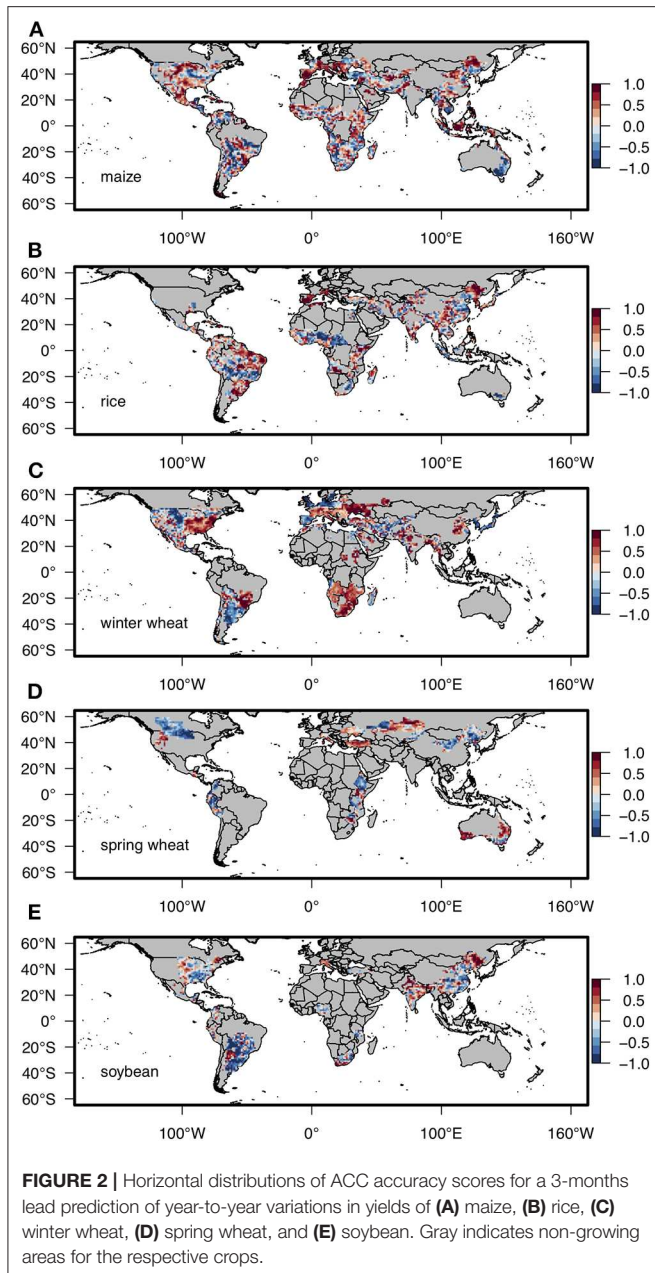 A
60°N
40°N
20°N
0°
20°S
40°S
60°S
maize
1.0
0.5
0.0
−0.5
−1.0
100°W 0° 100°E 160°W
B
60°N
40°N
20°N
0°
20°S
40°S
60°S
rice
1.0
0.5
0.0
−0.5
−1.0
100°W 0° 100°E 160°W
C
60°N
40°N
20°N
0°
20°S
40°S
60°S
winter wheat
1.0
0.5
0.0
−0.5
−1.0
100°W 0° 100°E 160°W
D
60°N
40°N
20°N
0°
20°S
40°S
60°S
spring wheat
1.0
0.5
0.0
−0.5
−1.0
100°W 0° 100°E 160°W
E
60°N
40°N
20°N
0°
20°S
40°S
60°S
soybean
1.0
0.5
0.0
−0.5
−1.0
100°W 0° 100°E 160°W
FIGURE 2 | Horizontal distributions of ACC accuracy scores for a 3-months
lead prediction of year-to-year variations in yields of (A) maize, (B) rice, (C)
winter wheat, (D) spring wheat, and (E) soybean. Gray indicates non-growing
areas for the respective crops.